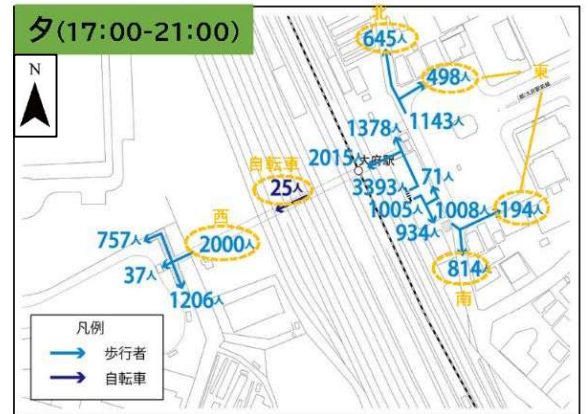 夕(17:00-21:00)
N
北
645人
498人
東
1143人
1378人
2015人
大府駅
自転車
25人
3393人
71人
1005人
1008人
194人
934人
西
2000人
757人
37人
1206人
814人
南
凡例
歩行者
自転車